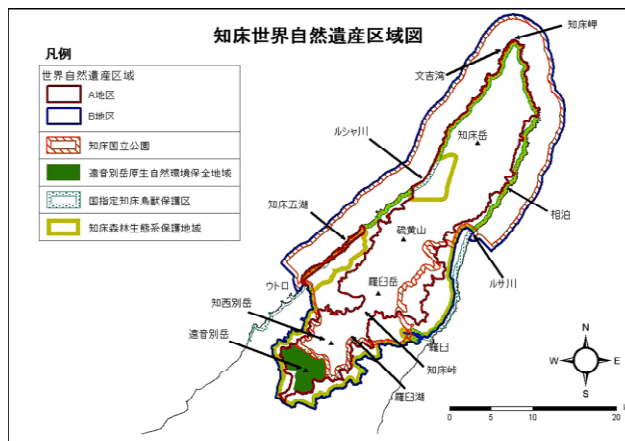 知床世界自然遺産区域図
凡例
世界自然遺産区域
A地区
B地区
知床国立公園
遠音別岳原生自然環境保全地域
国指定知床鳥獣保護区
知床森林生態系保護地域
知床岬
文吉湾
ルシャ川
知床岳
知床五湖
相泊
硫黄山
ウトロ
羅臼岳
ルサ川
知西別岳
遠音別岳
羅臼
知床峠
羅臼湖
N
W
E
S
0
5
10
20